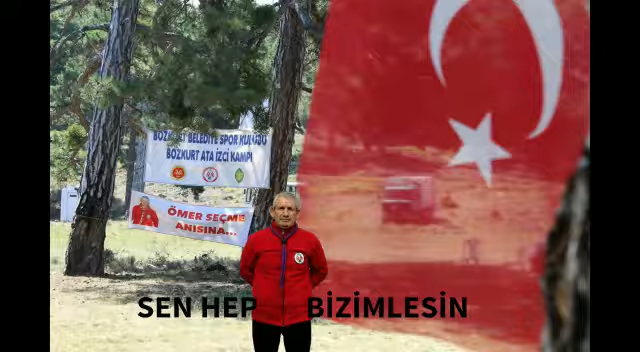 BOZKURT BELEDİYE SPOR KULÜBÜ
BOZKURT ATA İZCİ KAMPI
ÖMER SEÇME
ANISINA...
SEN HEP BİZİMLESİN